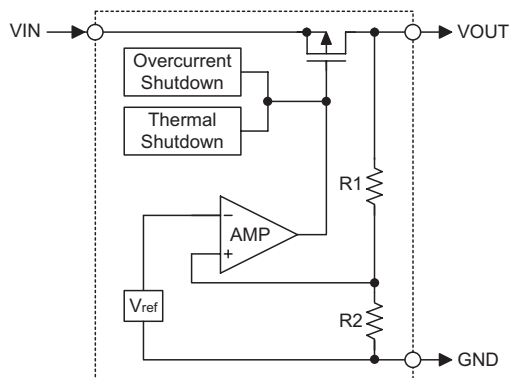 VIN
VOUT
Overcurrent
Shutdown
Thermal
Shutdown
R1
−
AMP
+
Vref
R2
GND